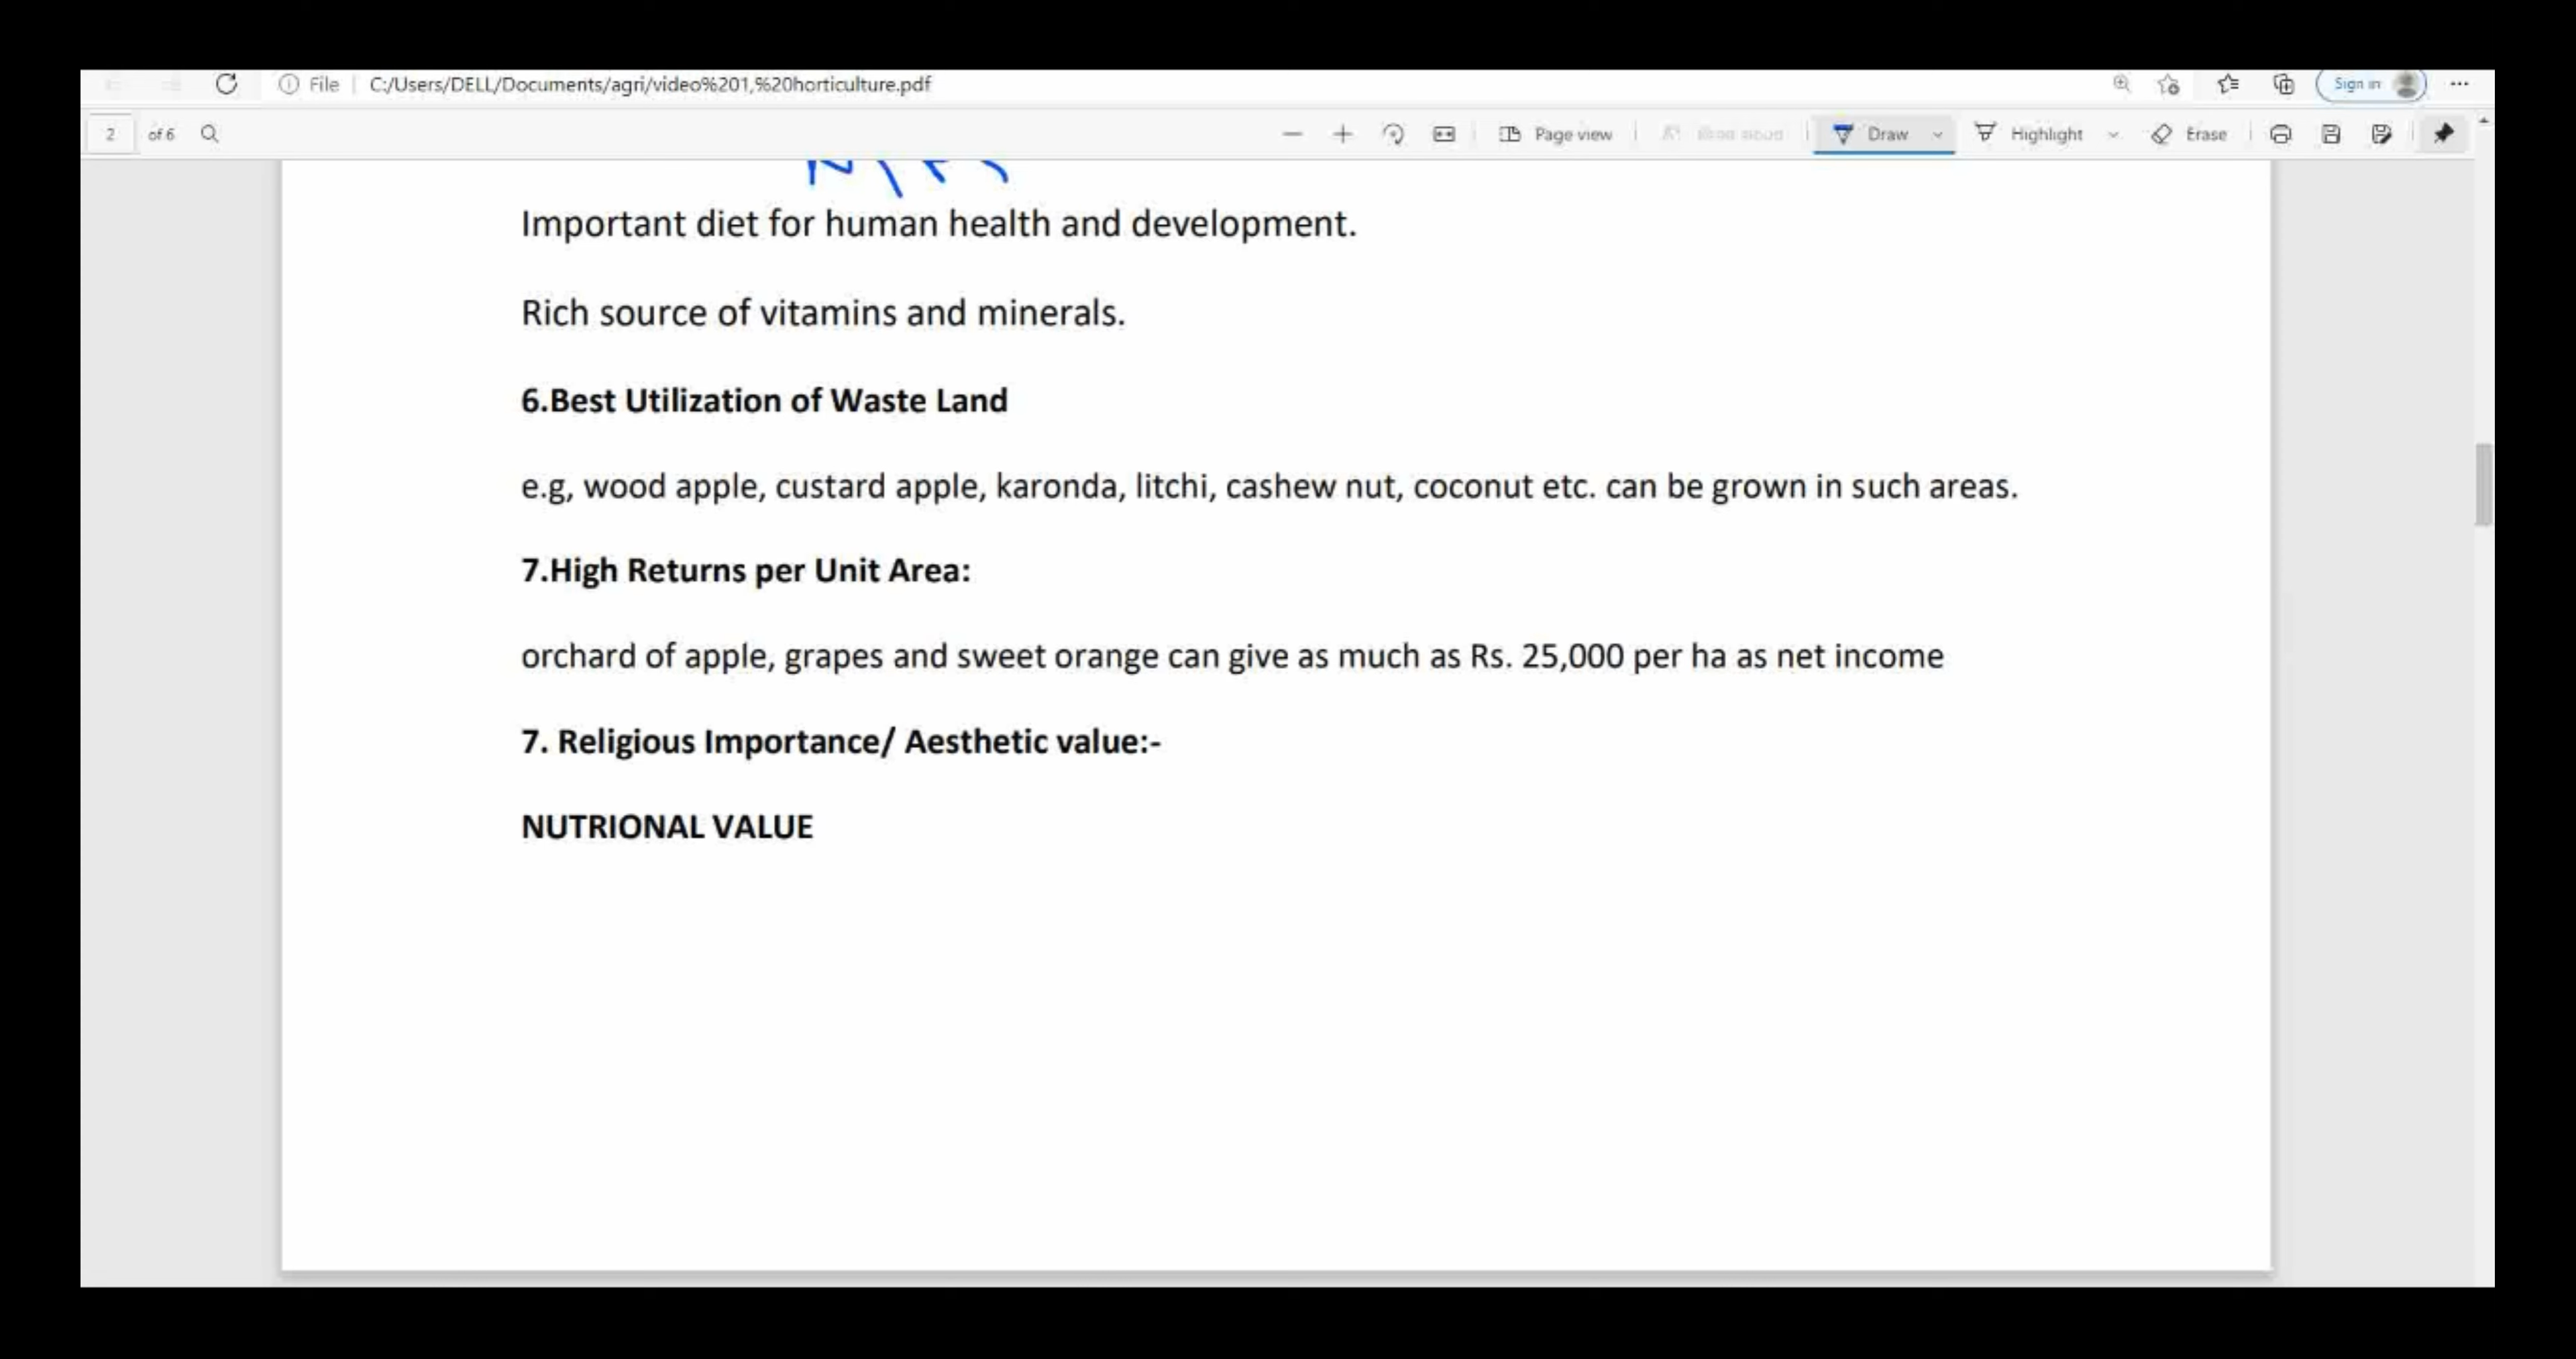 File C:/Users/DELL/Documents/agri/video%201,%20horticulture.pdf Sign in
2 of 6 Page view Read aloud Draw Highlight Erase
Important diet for human health and development.
Rich source of vitamins and minerals.
6.Best Utilization of Waste Land
e.g, wood apple, custard apple, karonda, litchi, cashew nut, coconut etc. can be grown in such areas.
7.High Returns per Unit Area:
orchard of apple, grapes and sweet orange can give as much as Rs. 25,000 per ha as net income
7. Religious Importance/ Aesthetic value:-
NUTRIONAL VALUE